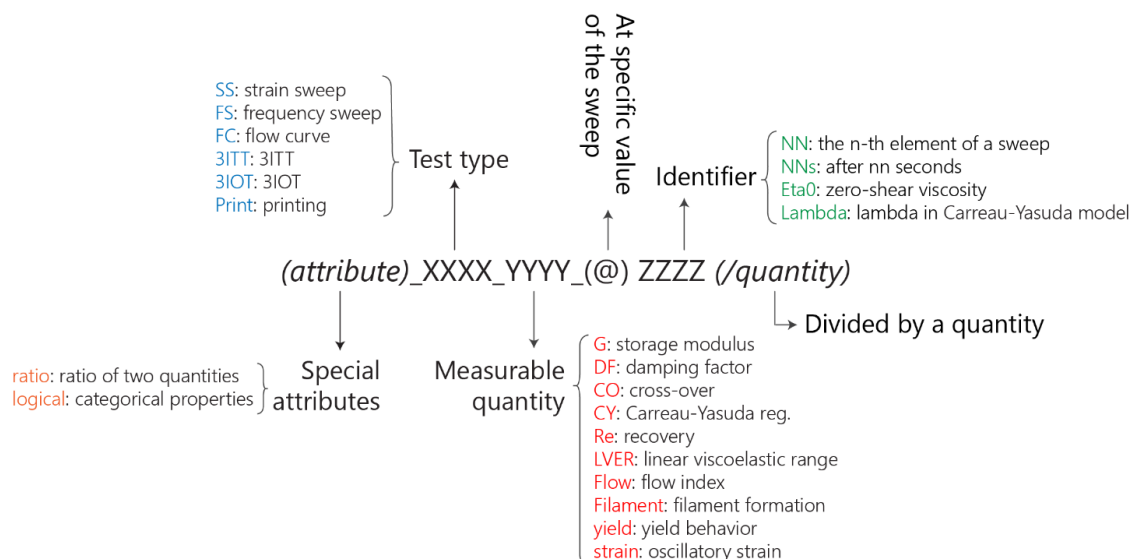 At specific value
of the sweep
SS: strain sweep
FS: frequency sweep
FC: flow curve
3ITT: 3ITT
3IOT: 3IOT
Print: printing
Test type
Identifier
NN: the n-th element of a sweep
NNs: after nn seconds
Eta0: zero-shear viscosity
Lambda: lambda in Carreau-Yasuda model
(attribute)_XXXX_YYYY_(@) ZZZZ (/quantity)
Divided by a quantity
ratio: ratio of two quantities
logical: categorical properties
Special
attributes
Measurable
quantity
G: storage modulus
DF: damping factor
CO: cross-over
CY: Carreau-Yasuda reg.
Re: recovery
LVER: linear viscoelastic range
Flow: flow index
Filament: filament formation
yield: yield behavior
strain: oscillatory strain